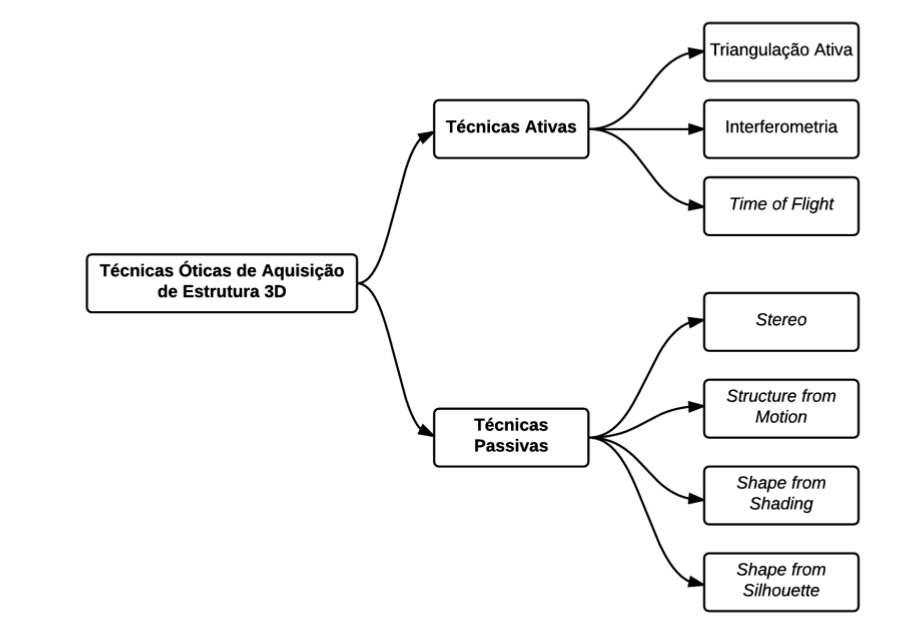 Triangulação Ativa
Técnicas Ativas
Interferometria
Time of Flight
Técnicas Óticas de Aquisição
de Estrutura 3D
Stereo
Structure from
Motion
Técnicas
Passivas
Shape from
Shading
Shape from
Silhouette